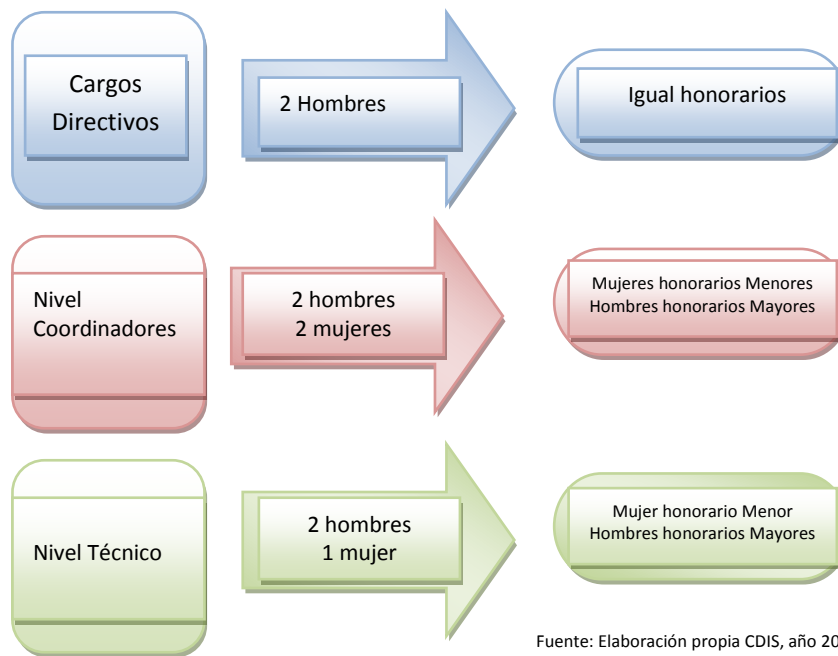 Cargos
Directivos
2 Hombres
Igual honorarios
Nivel
Coordinadores
2 hombres
2 mujeres
Mujeres honorarios Menores
Hombres honorarios Mayores
Nivel Técnico
2 hombres
1 mujer
Mujer honorario Menor
Hombres honorarios Mayores
Fuente: Elaboración propia CDIS, año 20